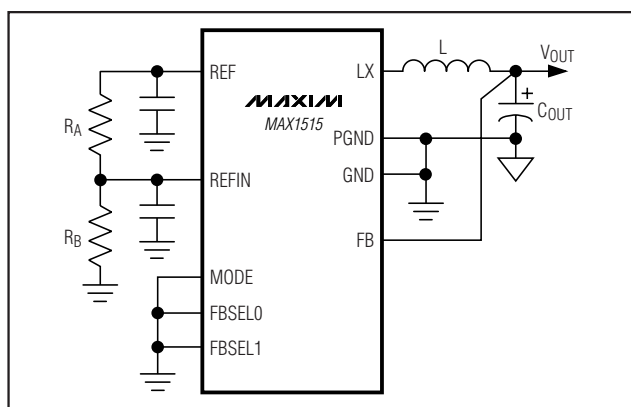 REF
LX
L
VOUT
MAXIM
MAX1515
RA
COUT
PGND
REFIN
GND
RB
FB
MODE
FBSEL0
FBSEL1
+